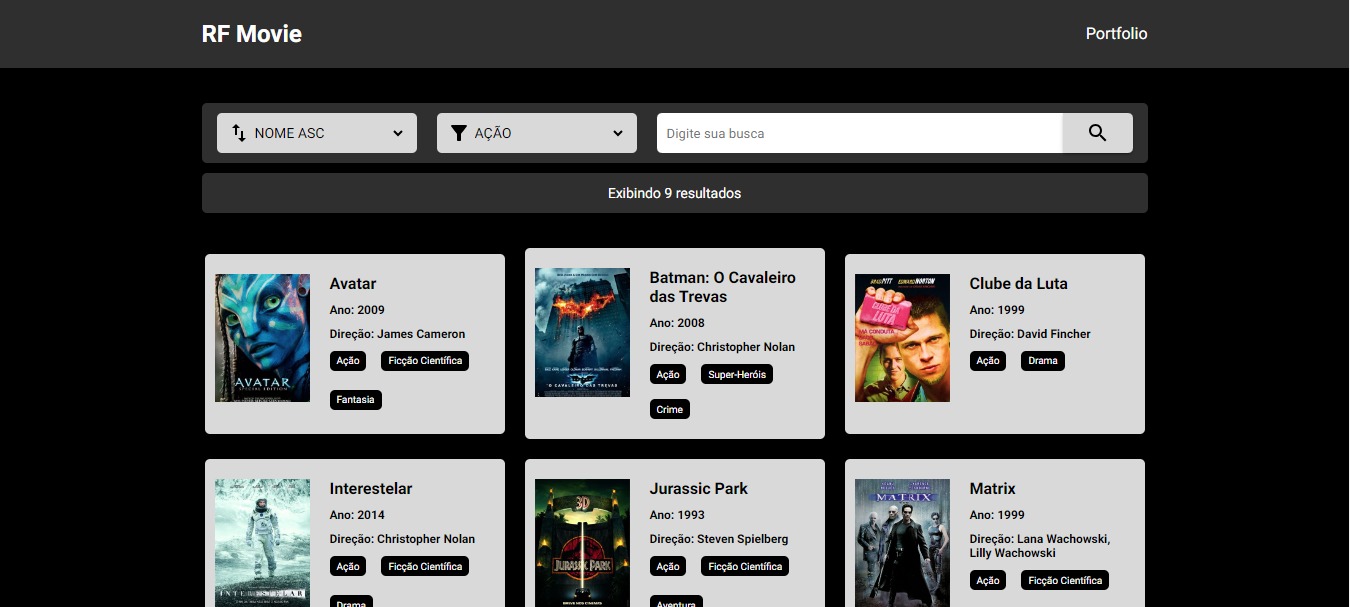 RF Movie
Portfolio
NOME ASC
AÇÃO
Digite sua busca
Exibindo 9 resultados
AVATAR
Avatar
Ano: 2009
Direção: James Cameron
Ação
Ficção Científica
Fantasia
O CAVALEIRO DAS TREVAS
Batman: O Cavaleiro
das Trevas
Ano: 2008
Direção: Christopher Nolan
Ação
Super-Heróis
Crime
BRAD PITT EDWARD NORTON
CLUBE DA
LUTA
Clube da Luta
Ano: 1999
Direção: David Fincher
Ação
Drama
INTERESTELAR
Interestelar
Ano: 2014
Direção: Christopher Nolan
Ação
Ficção Científica
Drama
3D
JURASSIC PARK
BREVE NOS CINEMAS
Jurassic Park
Ano: 1993
Direção: Steven Spielberg
Ação
Ficção Científica
Aventura
MATRIX
Matrix
Ano: 1999
Direção: Lana Wachowski,
Lilly Wachowski
Ação
Ficção Científica